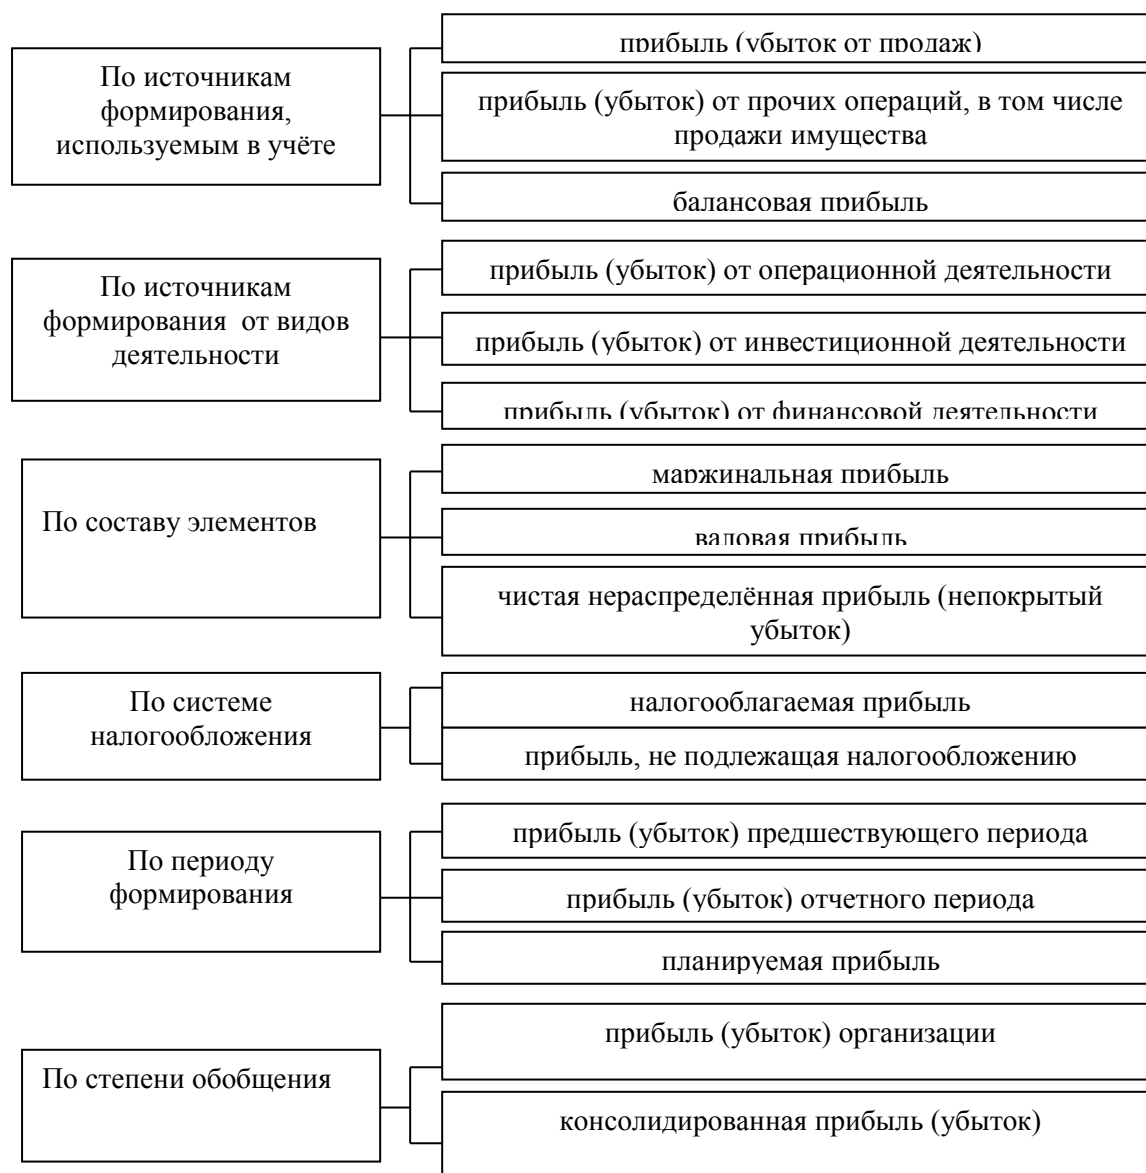 По источникам
формирования,
используемым в учёте
прибыль (убыток от продаж)
прибыль (убыток) от прочих операций, в том числе
продажи имущества
балансовая прибыль
По источникам
формирования от видов
деятельности
прибыль (убыток) от операционной деятельности
прибыль (убыток) от инвестиционной деятельности
прибыль (убыток) от финансовой деятельности
По составу элементов
маржинальная прибыль
валовая прибыль
чистая нераспределённая прибыль (непокрытый
убыток)
По системе
налогообложения
налогооблагаемая прибыль
прибыль, не подлежащая налогообложению
По периоду
формирования
прибыль (убыток) предшествующего периода
прибыль (убыток) отчетного периода
планируемая прибыль
По степени обобщения
прибыль (убыток) организации
консолидированная прибыль (убыток)